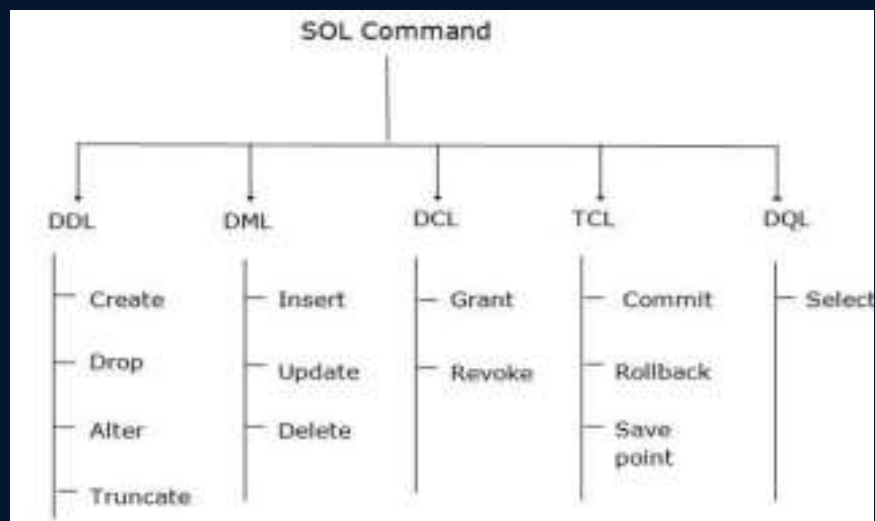 SOL Command
DDL
DML
DCL
TCL
DQL
Create
Drop
Alter
Truncate
Insert
Update
Delete
Grant
Revoke
Commit
Rollback
Save
point
Select